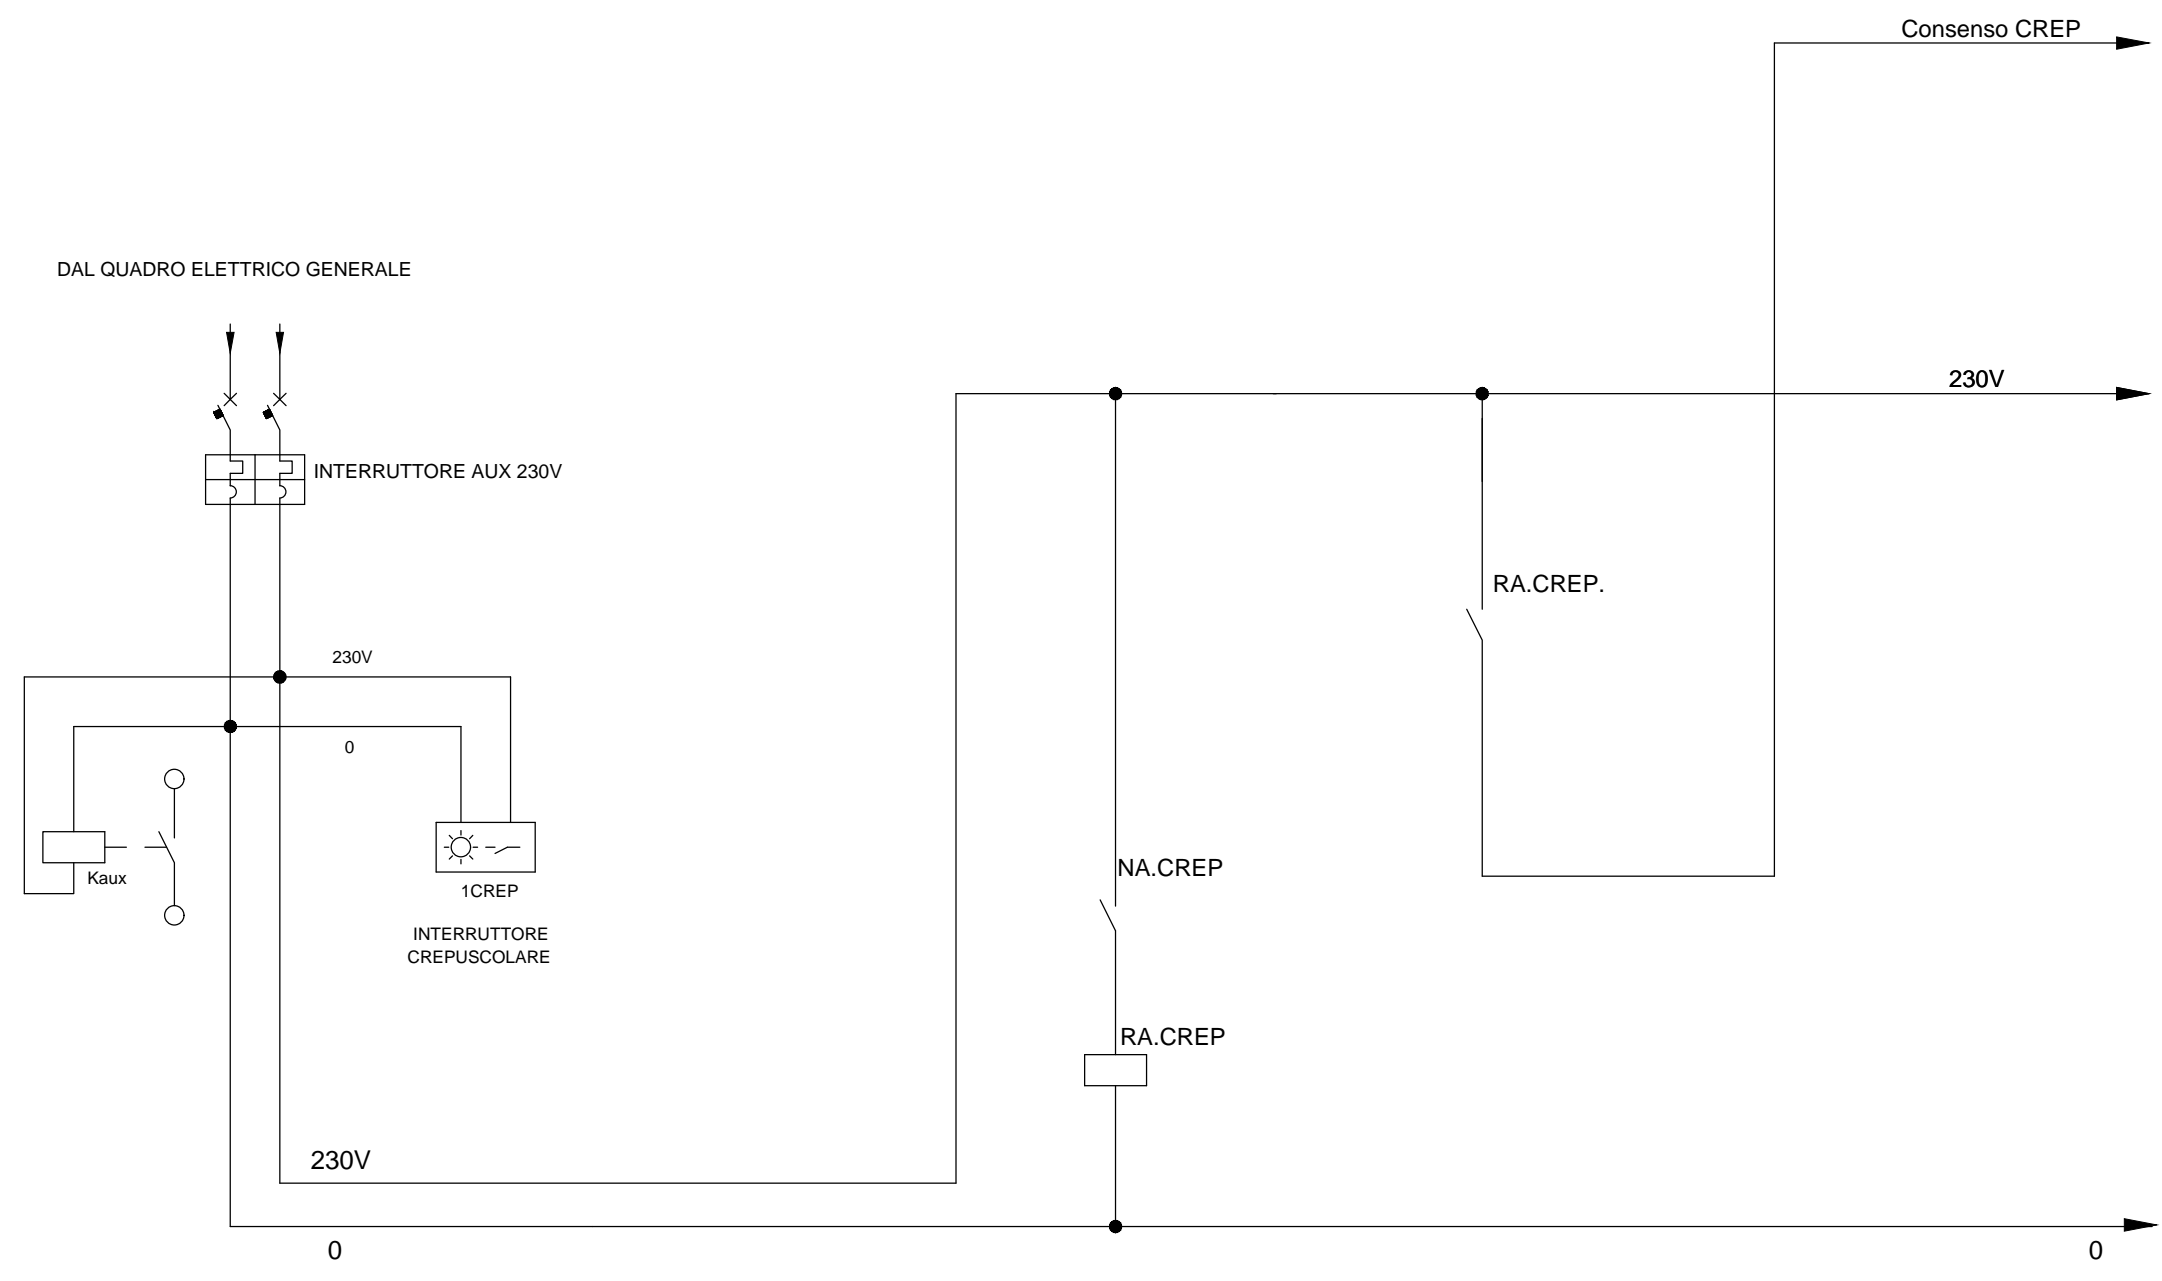 Consenso CREP
DAL QUADRO ELETTRICO GENERALE
230V
INTERRUTTORE AUX 230V
RA.CREP.
230V
0
NA.CREP
Kaux
1CREP
INTERRUTTORE
CREPUSCOLARE
RA.CREP
230V
0
0